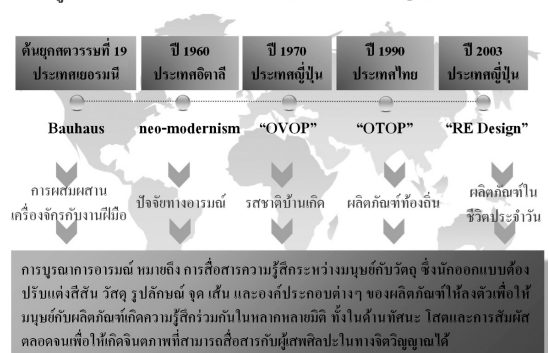 ต้นยุคศตวรรษที่ 19
ประเทศเยอรมนี
ปี 1960
ประเทศอิตาลี
ปี 1970
ประเทศญี่ปุ่น
ปี 1990
ประเทศไทย
ปี 2003
ประเทศญี่ปุ่น
Bauhaus
neo-modernism
“OVOP”
“OTOP”
“RE Design”
การผสมผสาน
เครื่องจักรกับงานฝีมือ
ปัจจัยทางอารมณ์
รสชาติบ้านเกิด
ผลิตภัณฑ์ท้องถิ่น
ผลิตภัณฑ์ใน
ชีวิตประจำวัน
การบูรณาการอารมณ์ หมายถึง การสื่อสารความรู้สึกระหว่างมนุษย์กับวัตถุ ซึ่งนักออกแบบต้อง
ปรับแต่งสีสัน วัสดุ รูปลักษณ์ จุด เส้น และองค์ประกอบต่างๆ ของผลิตภัณฑ์ให้ลงตัวเพื่อให้
มนุษย์กับผลิตภัณฑ์เกิดความรู้สึกร่วมกันในหลากหลายมิติ ทั้งในด้านทัศนะ โสตและการสัมผัส
ตลอดจนเพื่อให้เกิดจินตภาพที่สามารถสื่อสารกับผู้เสพศิลปะในทางจิตวิญญาณได้